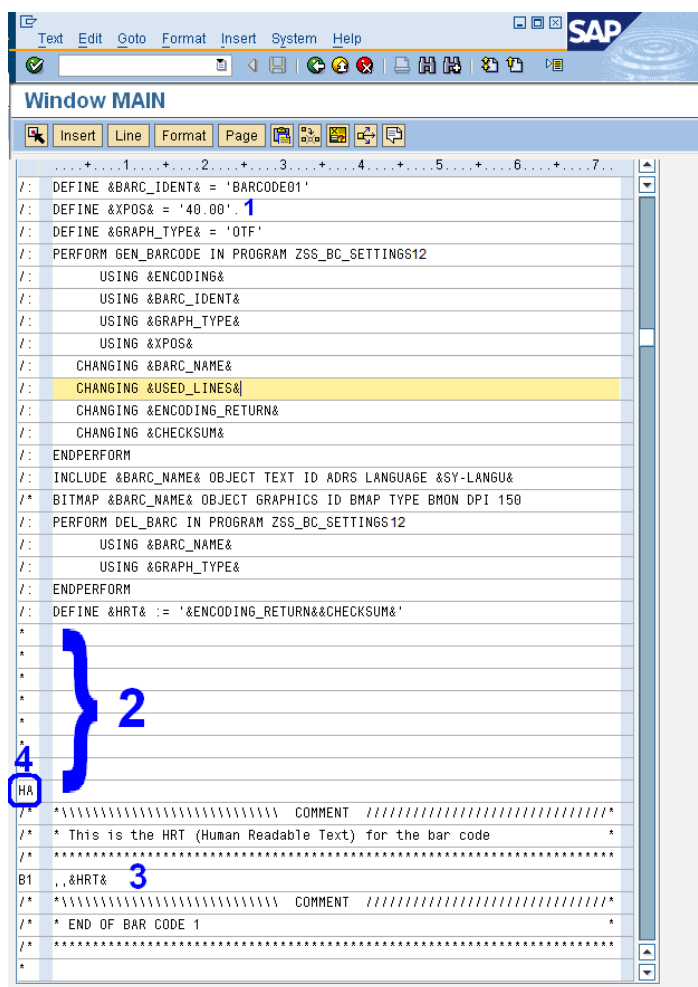 Text Edit Goto Format Insert System Help
SAP
Window MAIN
Insert Line Format Page
....+....1....+....2....+....3....+....4....+....5....+....6....+....7..
/: DEFINE &BARC_IDENT& = 'BARCODE01'
/: DEFINE &XPOS& = '40.00'. 1
/: DEFINE &GRAPH_TYPE& = 'OTF'
/: PERFORM GEN_BARCODE IN PROGRAM ZSS_BC_SETTINGS12
/: USING &ENCODING&
/: USING &BARC_IDENT&
/: USING &GRAPH_TYPE&
/: USING &XPOS&
/: CHANGING &BARC_NAME&
/: CHANGING &USED_LINES&
/: CHANGING &ENCODING_RETURN&
/: CHANGING &CHECKSUM&
/: ENDPERFORM
/: INCLUDE &BARC_NAME& OBJECT TEXT ID ADRS LANGUAGE &SY-LANGU&
/* BITMAP &BARC_NAME& OBJECT GRAPHICS ID BMAP TYPE BMON DPI 150
/: PERFORM DEL_BARC IN PROGRAM ZSS_BC_SETTINGS12
/: USING &BARC_NAME&
/: USING &GRAPH_TYPE&
/: ENDPERFORM
/: DEFINE &HRT& := '&ENCODING_RETURN&&CHECKSUM&'
*
*
*
* } 2
*
*
4
HA
/* *\\\\\\\\\\\\\\\\\\\\\\\\\\\\ COMMENT ///////////////////////////////*
/* * This is the HRT (Human Readable Text) for the bar code *
/* ************************************************************************
B1 ,,&HRT& 3
/* *\\\\\\\\\\\\\\\\\\\\\\\\\\\\ COMMENT ///////////////////////////////*
/* * END OF BAR CODE 1 *
/* ************************************************************************
*